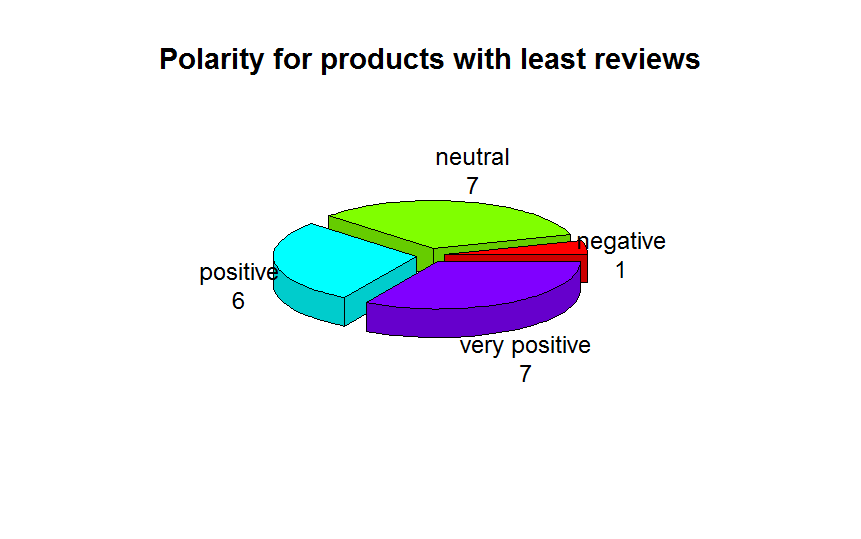 Polarity for products with least reviews
neutral
7
negative
1
positive
6
very positive
7